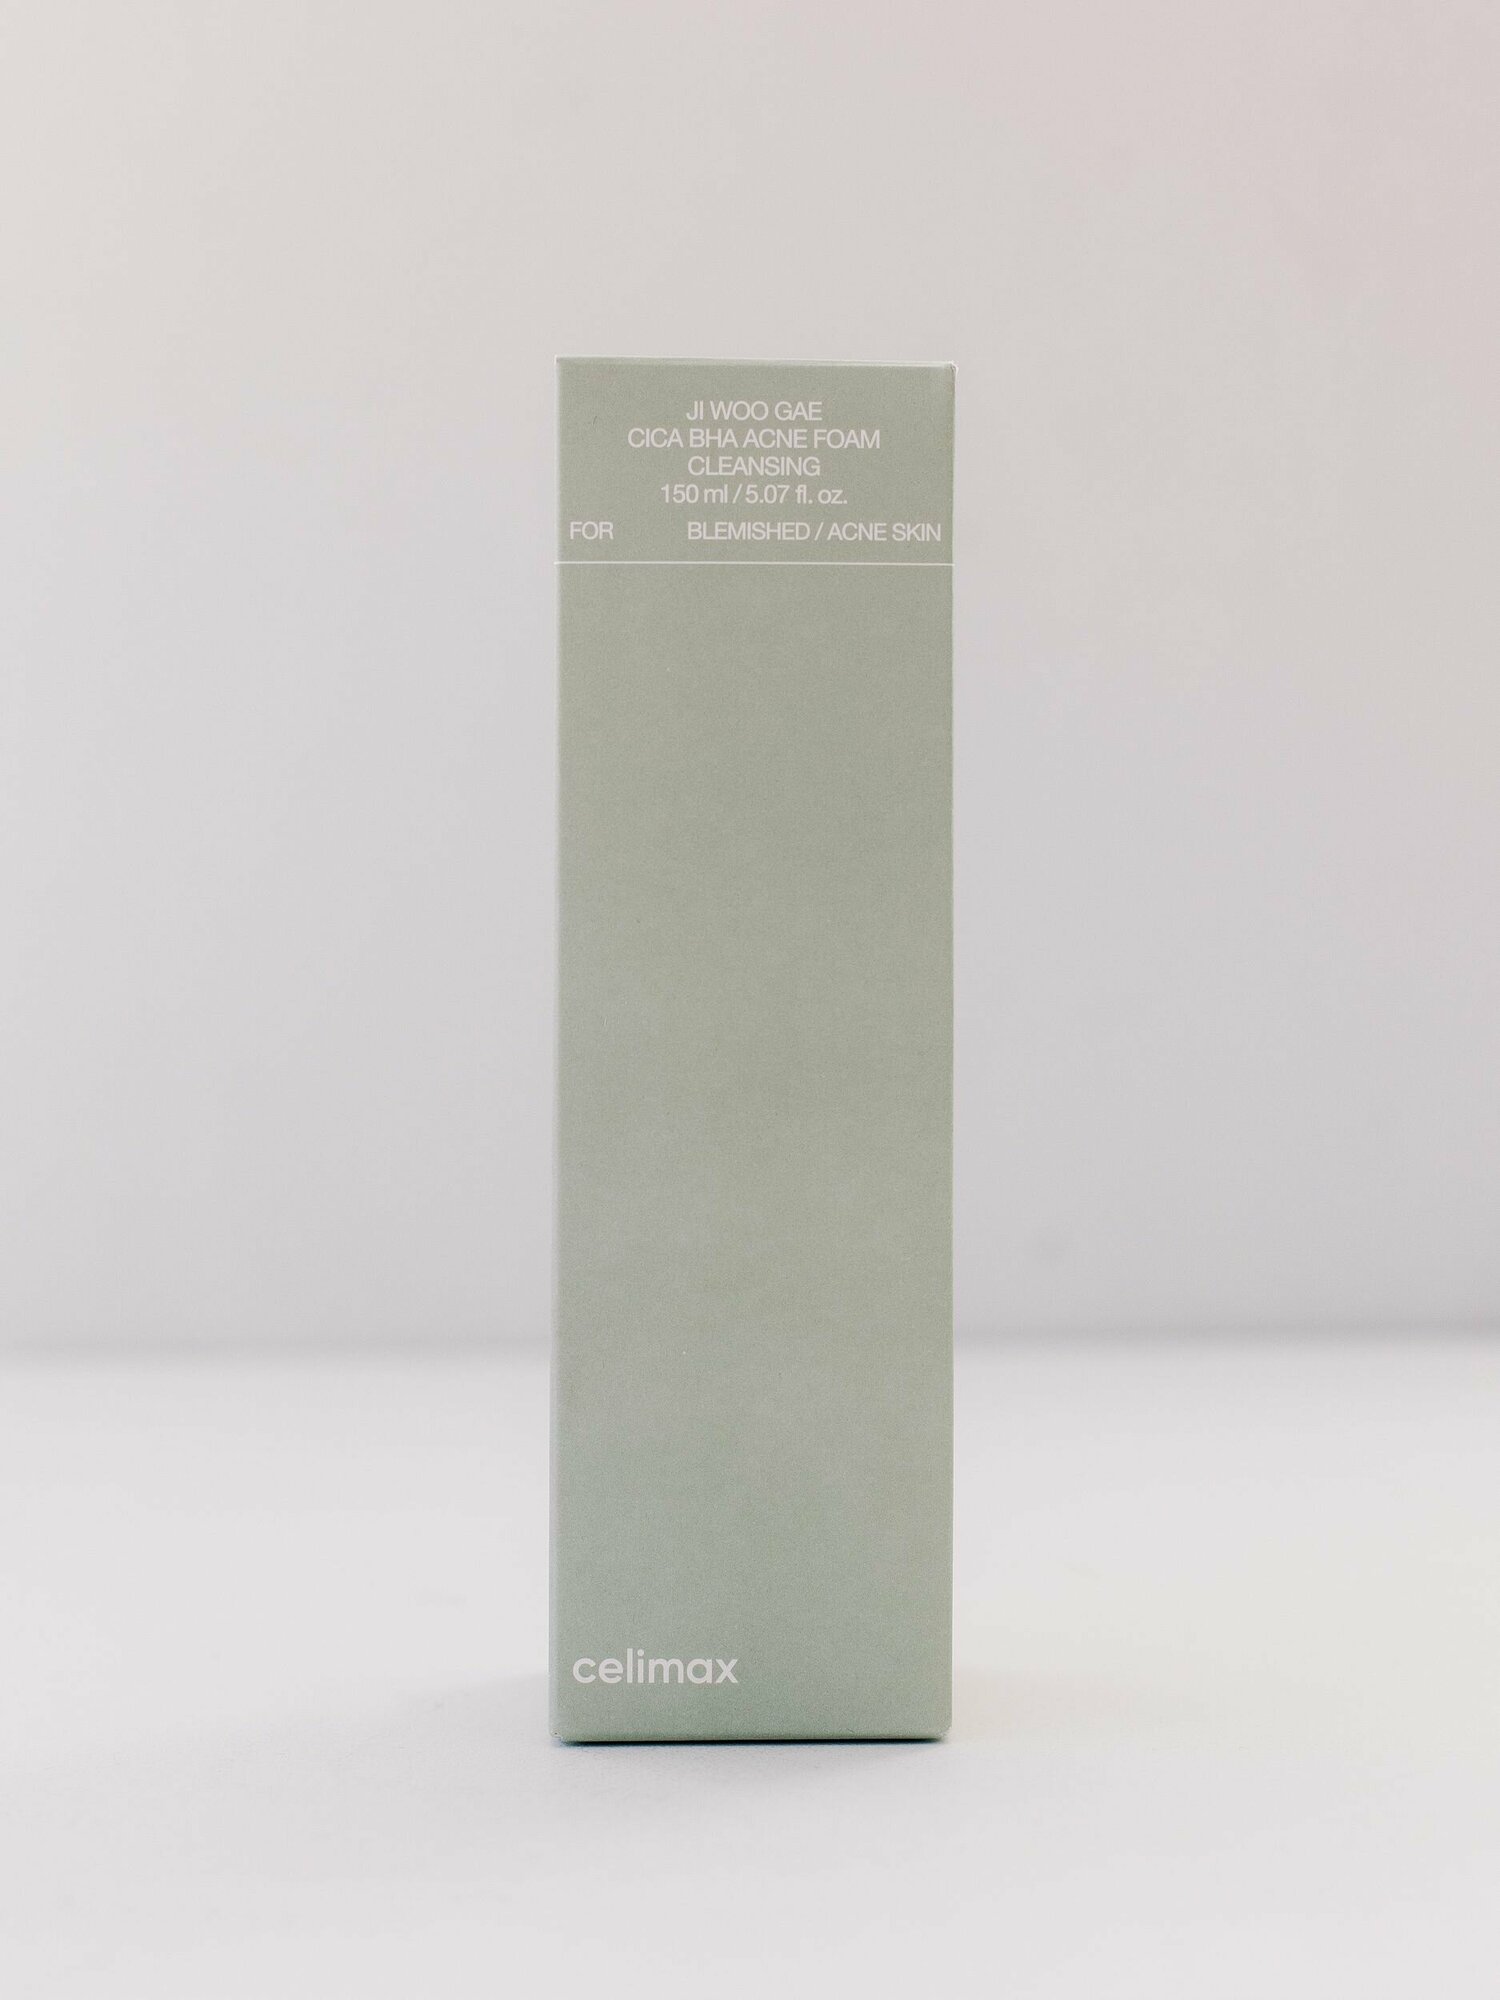 JI WOO GAE
CICA BHA ACNE FOAM
CLEANSING
150 ml / 5.07 fl. oz.
FOR BLEMISHED / ACNE SKIN
celimax